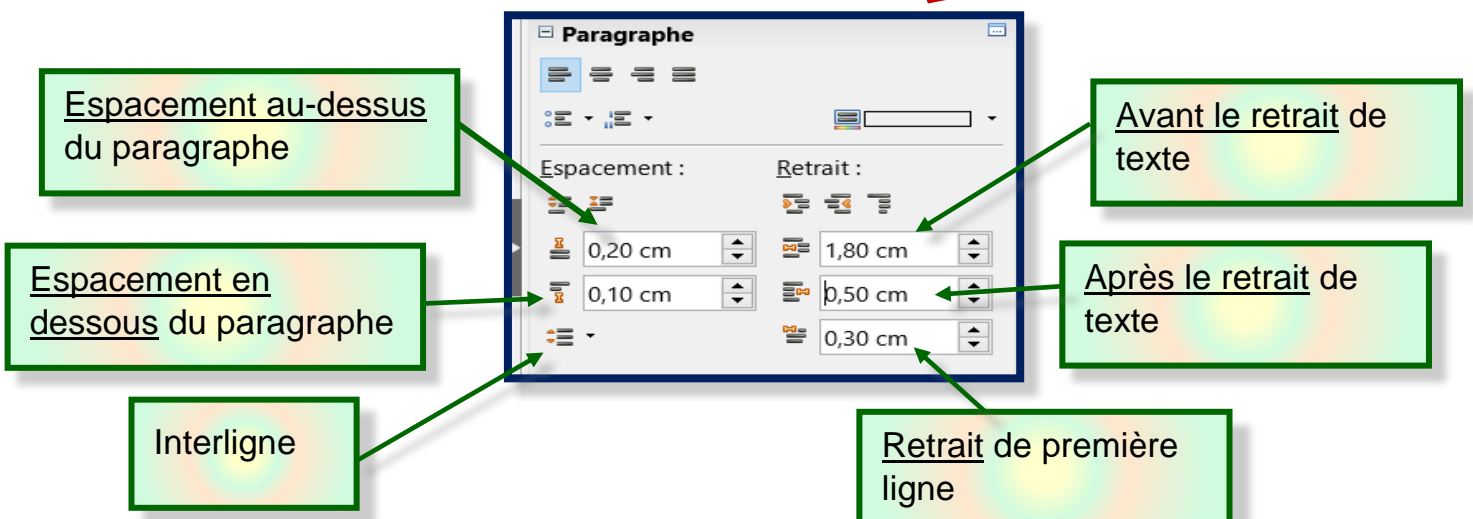 Paragraphe
Espacement au-dessus
du paragraphe
Avant le retrait de
texte
Espacement :
Retrait :
0,20 cm
1,80 cm
Espacement en
dessous du paragraphe
0,10 cm
0,50 cm
Après le retrait de
texte
0,30 cm
Interligne
Retrait de première
ligne